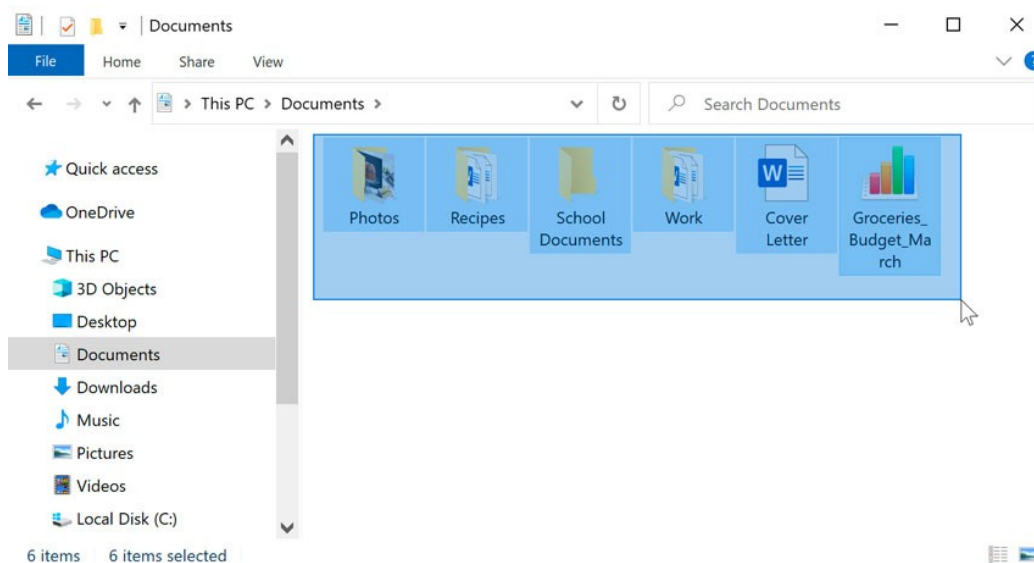 Documents
File Home Share View
This PC > Documents >
Search Documents
Quick access
OneDrive
This PC
3D Objects
Desktop
Documents
Downloads
Music
Pictures
Videos
Local Disk (C:)
Photos
Recipes
School
Documents
Work
W
Cover
Letter
Groceries_
Budget_Ma
rch
6 items 6 items selected